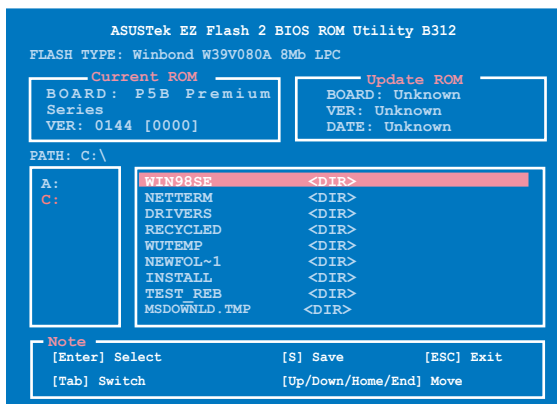 ASUSTek EZ Flash 2 BIOS ROM Utility B312
FLASH TYPE: Winbond W39V080A 8Mb LPC
Current ROM
BOARD: P5B Premium
Series
VER: 0144 [0000]
Update ROM
BOARD: Unknown
VER: Unknown
DATE: Unknown
PATH: C:\
A:
C:
WIN98SE <DIR>
NETTERM <DIR>
DRIVERS <DIR>
RECYCLED <DIR>
WUTEMP <DIR>
NEWFOL~1 <DIR>
INSTALL <DIR>
TEST_REB <DIR>
MSDOWNLD.TMP <DIR>
Note
[Enter] Select [S] Save [ESC] Exit
[Tab] Switch [Up/Down/Home/End] Move